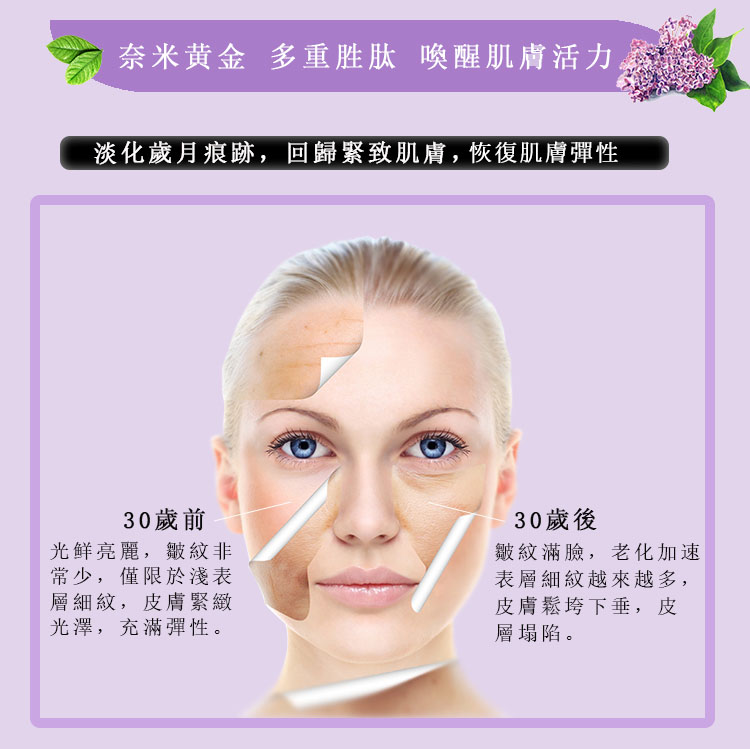 奈米黄金 多重胜肽 喚醒肌膚活力
淡化歲月痕跡，回歸緊致肌膚，恢復肌膚彈性
30歲前
光鮮亮麗，皺紋非
常少，僅限於淺表
層細紋，皮膚緊緻
光澤，充滿彈性。
30歲後
皺紋滿臉，老化加速
表層細紋越來越多，
皮膚鬆垮下垂，皮
層塌陷。